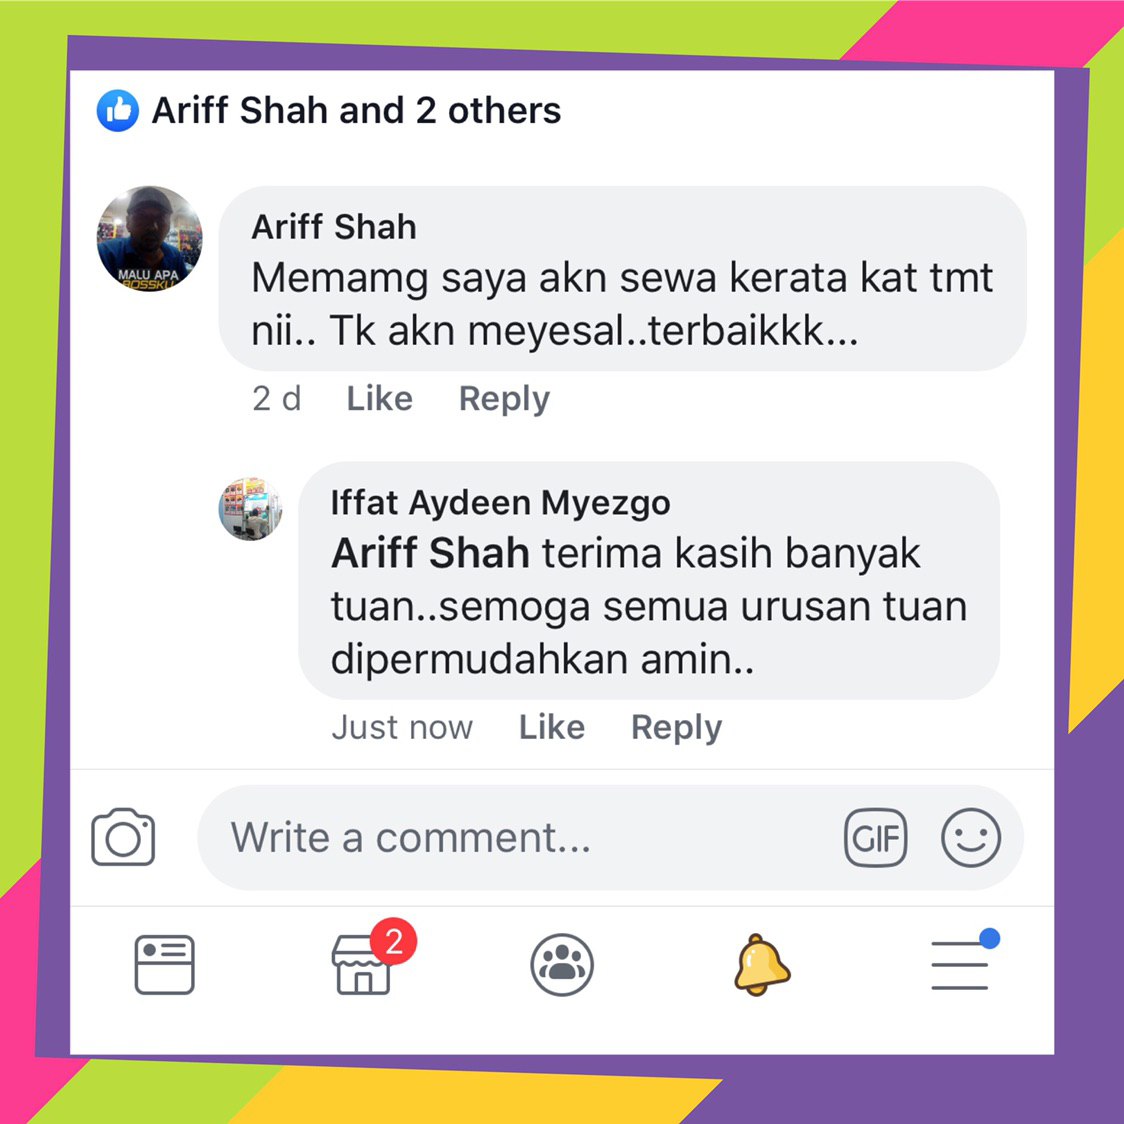 Ariff Shah and 2 others
MALU APA
BOSSKU
Ariff Shah
Memamg saya akn sewa kerata kat tmt
nii.. Tk akn meyesal..terbaikkk...
2 d Like Reply
Iffat Aydeen Myezgo
Ariff Shah terima kasih banyak
tuan..semoga semua urusan tuan
dipermudahkan amin..
Just now Like Reply
Write a comment...
GIF
2